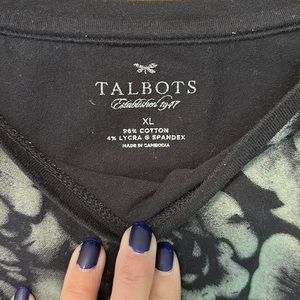 TALBOTS
Established 1947
XL
96% COTTON
4% LYCRA ® SPANDEX
MADE IN CAMBODIA